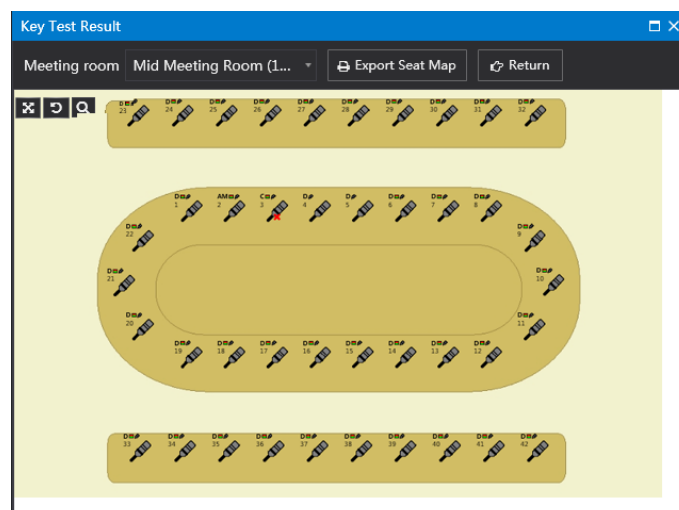 Key Test Result
Meeting room Mid Meeting Room (1... Export Seat Map Return
D D D D D D D D D D
23 24 25 26 27 28 29 30 31 32
D AM C D D D D D
1 2 3 4 5 6 7 8
D D
22 9
D D
21 10
D D
20 11
D D D D D D D D
19 18 17 16 15 14 13 12
D D D D D D D D D D
33 34 35 36 37 38 39 40 41 42